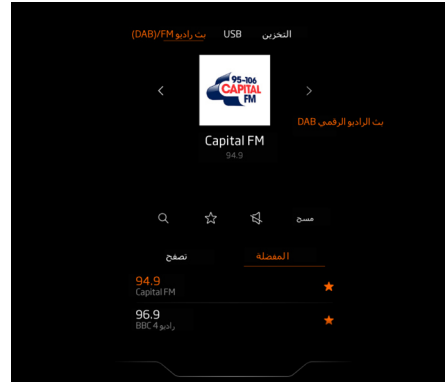 بث راديو FM/(DAB) USB التخزين
95-106
CAPITAL
FM
Capital FM
94.9
بث الراديو الرقمي DAB
مسح
تصفح المفضلة
94.9
Capital FM
96.9
BBC راديو 4